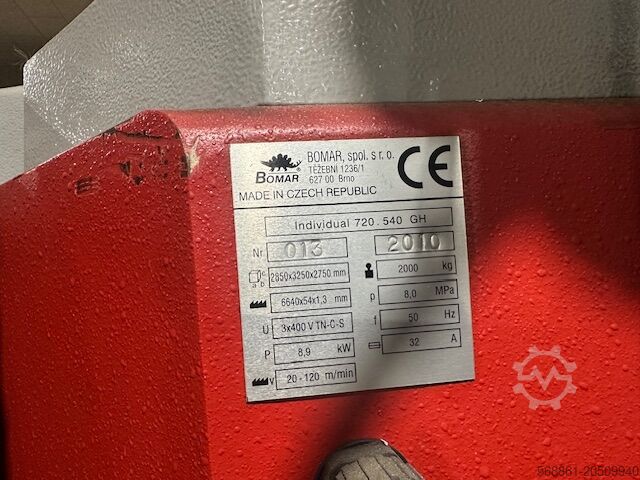 BOMAR
BOMAR, spol. s r. o.
TĚŽEBNÍ 1236/1
627 00 Brno
CE
MADE IN CZECH REPUBLIC
Individual 720.540 GH
Nr 013 2010
a b c 2850x3250x2750 mm 2000 kg
6640x54x1,3 mm p 8,0 MPa
U 3x400 V TN-C-S f 50 Hz
P 8,9 kW 32 A
v 20 - 120 m/min
568861-20509940